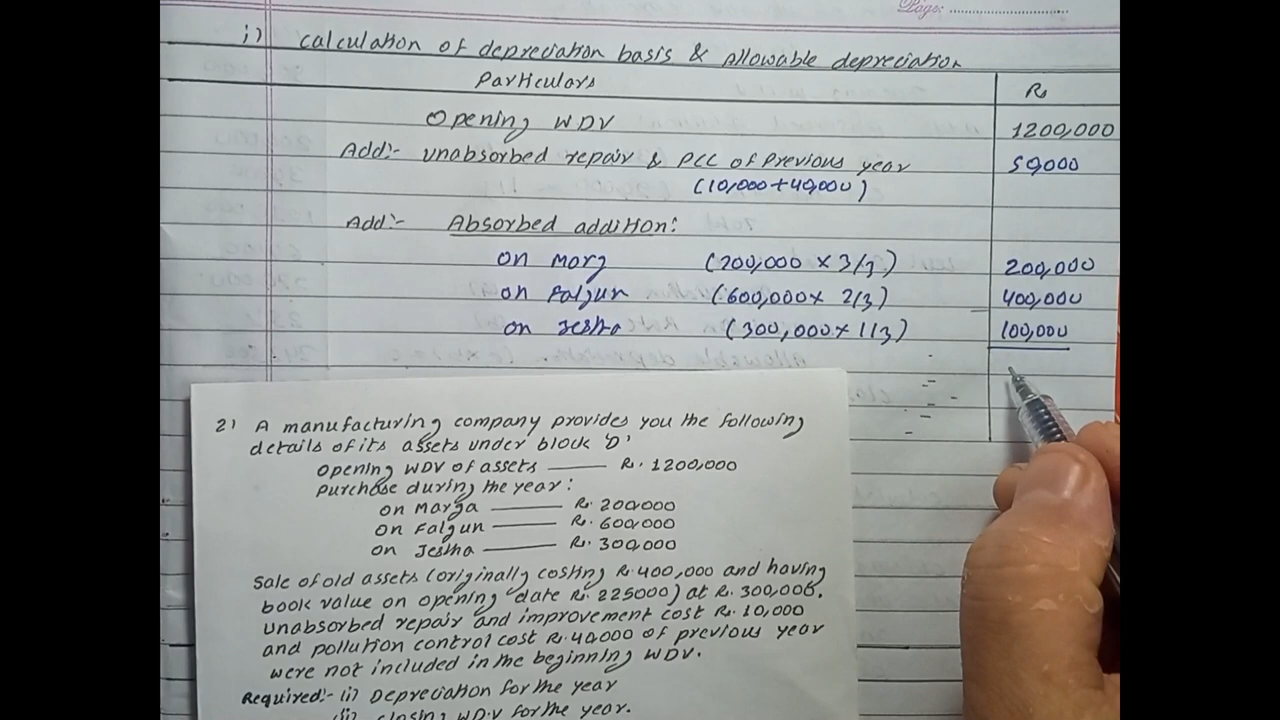 Page: ..............................
i) Calculation of depreciation basis & Allowable depreciation
Particulars
Rs
Opening WDV
1200,000
Add:- Unabsorbed repair & PCC of Previous year
50,000
(10,000+40,000)
Add:- Absorbed addition:
on Marg (200,000 × 3/3)
200,000
on Falgun (600,000× 2/3)
400,000
on Jestha (300,000× 1/3)
100,000
2) A manufacturing company provides you the following
details of its assets under block 'D'
Opening WDV of assets —— Rs. 1200,000
Purchase during the year:
on Marga —— Rs. 200,000
on Falgun —— Rs. 600,000
on Jestha —— Rs. 300,000
Sale of old assets (originally costing Rs. 400,000 and having
book value on opening date Rs. 225000) at Rs. 300,000.
Unabsorbed repair and improvement cost Rs. 10,000
and pollution control cost Rs. 40,000 of previous year
were not included in the beginning WDV.
Required:- (i) Depreciation for the year
(ii) closing WDV for the year.